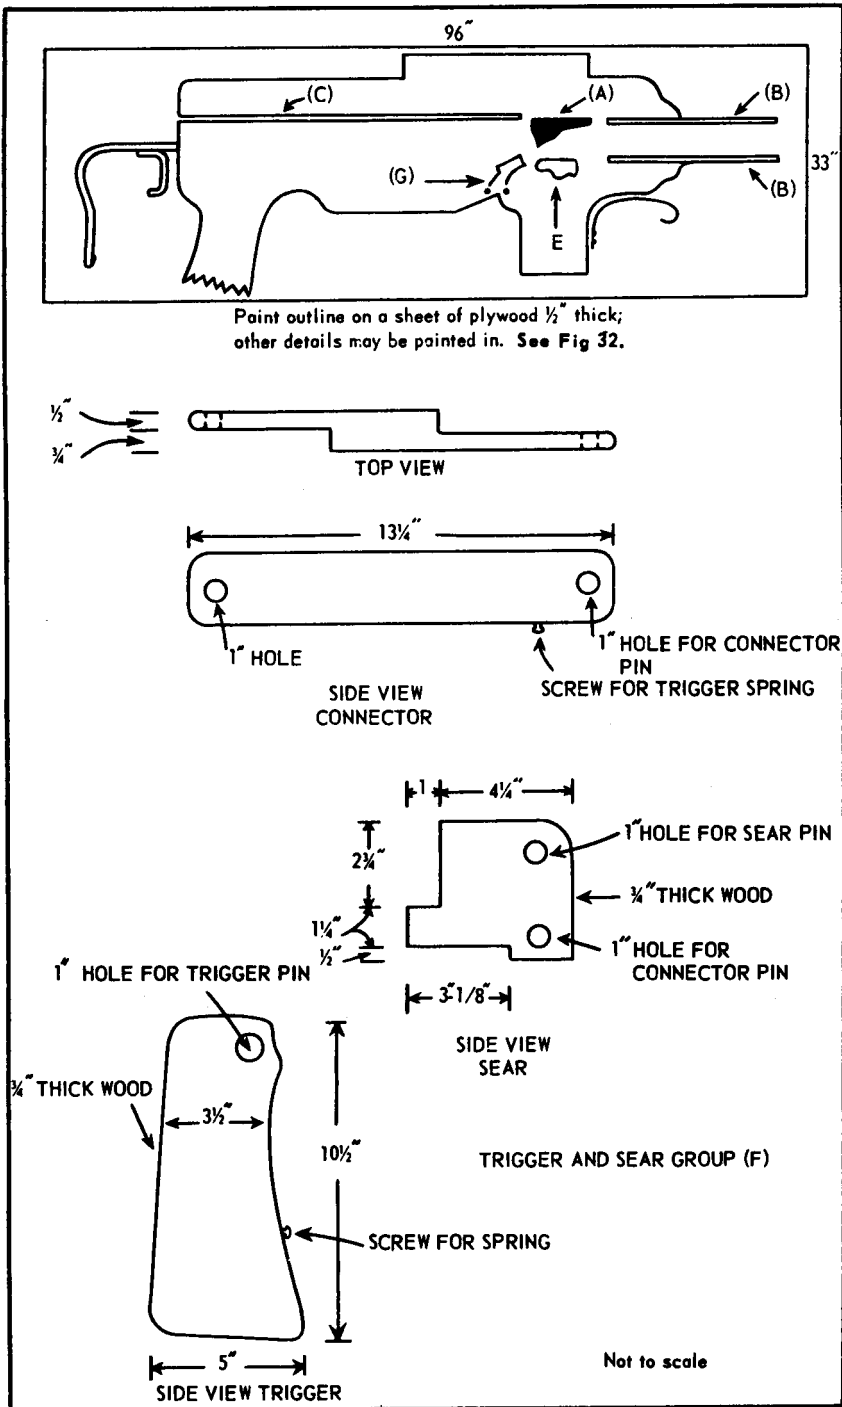 96"
(C)
(A)
(B)
33"
(G)
E
(B)
Paint outline on a sheet of plywood ½" thick;
other details may be painted in. See Fig 32.
½"
¾"
TOP VIEW
13¼"
1" HOLE
1" HOLE FOR CONNECTOR
PIN
SCREW FOR TRIGGER SPRING
SIDE VIEW
CONNECTOR
1
4¼"
1" HOLE FOR SEAR PIN
2¾"
¾" THICK WOOD
1¼"
½"
1" HOLE FOR
CONNECTOR PIN
3"-1/8"
SIDE VIEW
SEAR
1" HOLE FOR TRIGGER PIN
¾" THICK WOOD
3½"
10½"
TRIGGER AND SEAR GROUP (F)
SCREW FOR SPRING
5"
SIDE VIEW TRIGGER
Not to scale